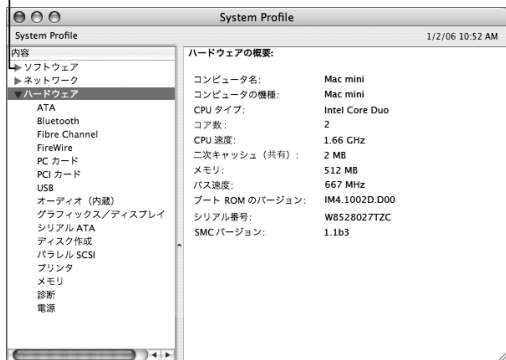 System Profile
System Profile
1/2/06 10:52 AM
内容
ソフトウェア
ネットワーク
ハードウェア
ATA
Bluetooth
Fibre Channel
FireWire
PC カード
PCI カード
USB
オーディオ（内蔵）
グラフィックス／ディスプレイ
シリアル ATA
ディスク作成
パラレル SCSI
プリンタ
メモリ
診断
電源
ハードウェアの概要:
コンピュータ名: Mac mini
コンピュータの機種: Mac mini
CPU タイプ: Intel Core Duo
コア数: 2
CPU 速度: 1.66 GHz
二次キャッシュ（共有）: 2 MB
メモリ: 512 MB
バス速度: 667 MHz
ブート ROM のバージョン: IM4.1002D.D00
シリアル番号: W8528027TZC
SMC バージョン: 1.1b3